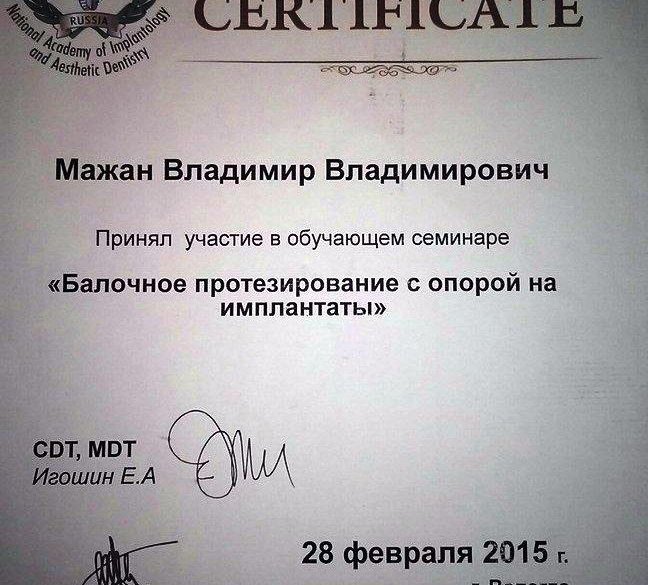 CERTIFICATE
RUSSIA
National Academy of Implantology
and Aesthetic Dentistry
Мажан Владимир Владимирович
Принял участие в обучающем семинаре
«Балочное протезирование с опорой на
имплантаты»
CDT, MDT
Игошин Е.А
28 февраля 2015 г.